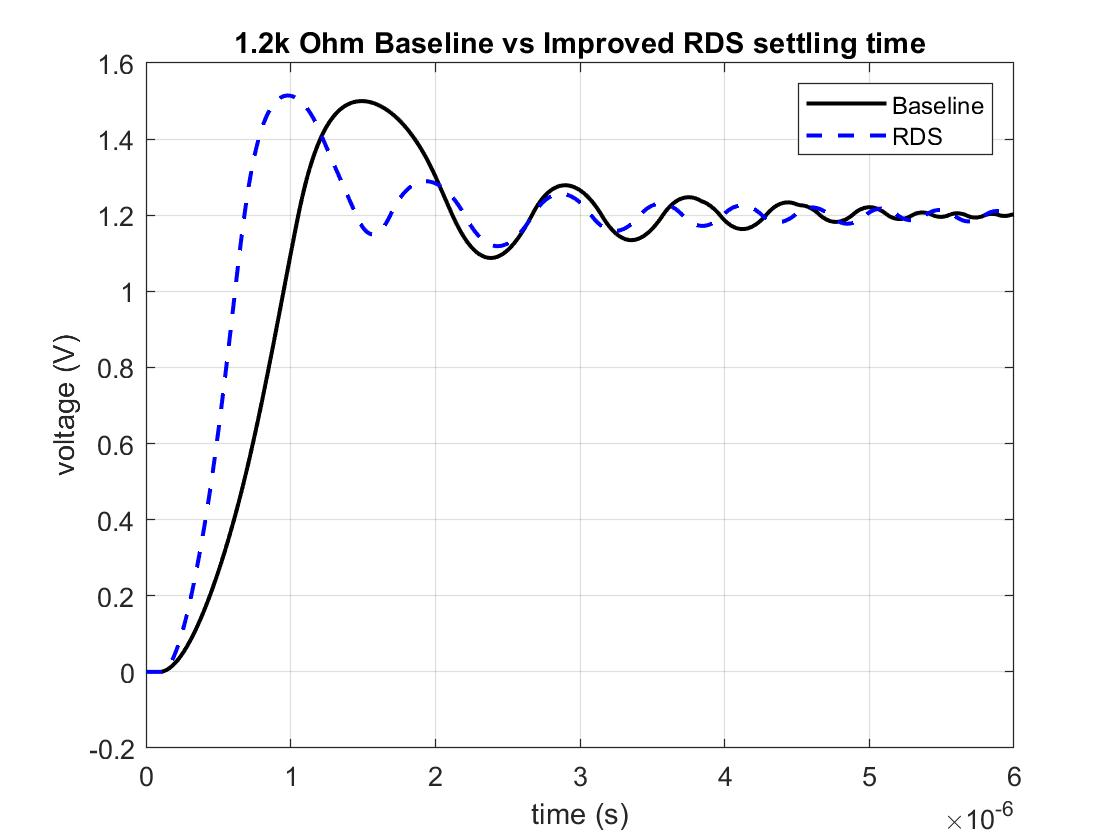 1.2k Ohm Baseline vs Improved RDS settling time
1.6
1.4
1.2
1
0.8
0.6
0.4
0.2
0
-0.2
voltage (V)
Baseline
RDS
0 1 2 3 4 5 6
time (s)
×10⁻⁶